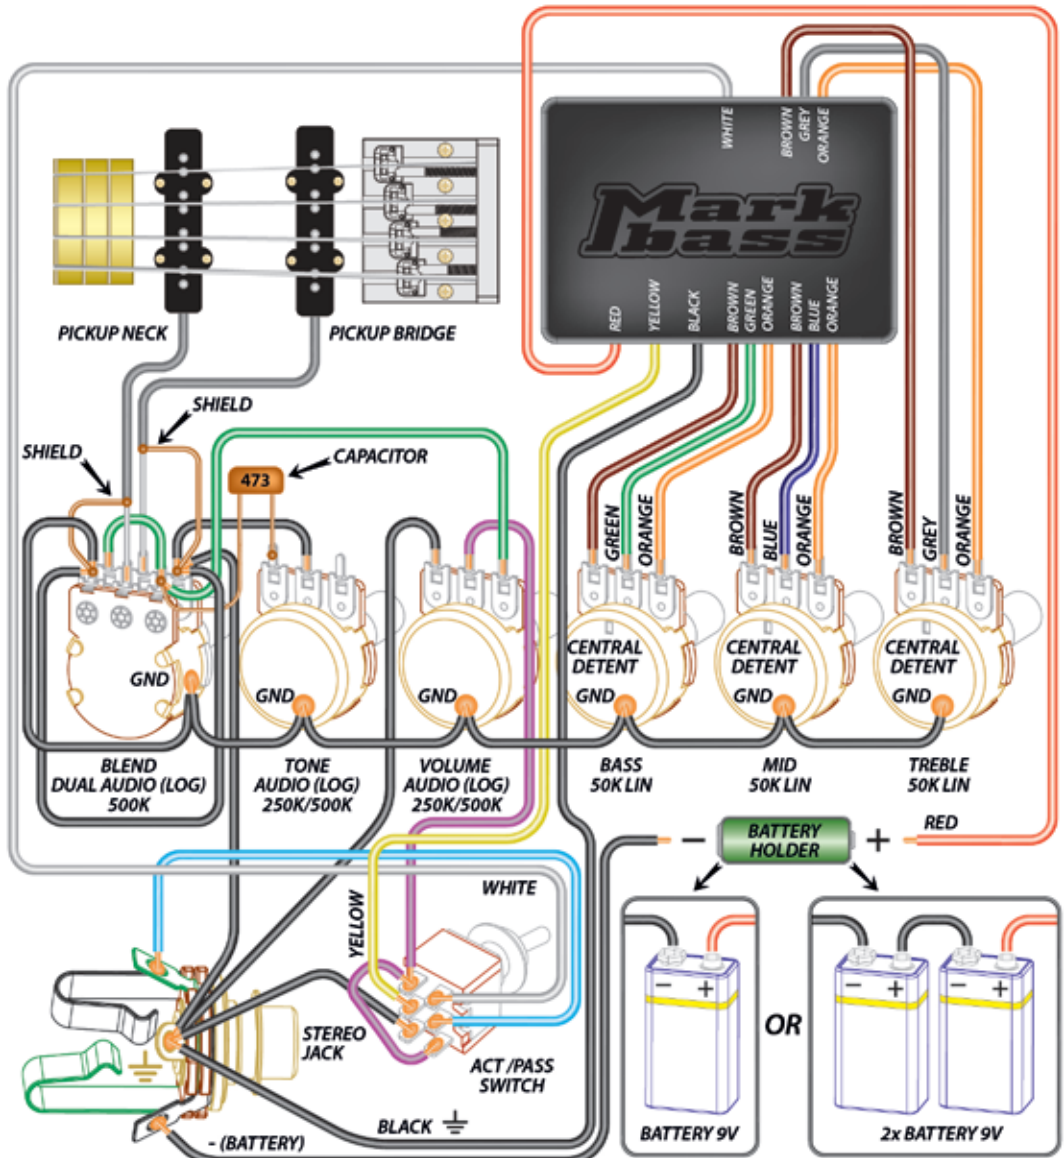 WHITE
BROWN
GREY
ORANGE
Mark
bass
RED
YELLOW
BLACK
BROWN
GREEN
ORANGE
BROWN
BLUE
ORANGE
PICKUP NECK
PICKUP BRIDGE
SHIELD
SHIELD
CAPACITOR
473
GREEN
ORANGE
BROWN
BLUE
ORANGE
BROWN
GREY
ORANGE
CENTRAL
DETENT
CENTRAL
DETENT
CENTRAL
DETENT
GND
GND
GND
GND
GND
GND
BLEND
DUAL AUDIO (LOG)
500K
TONE
AUDIO (LOG)
250K/500K
VOLUME
AUDIO (LOG)
250K/500K
BASS
50K LIN
MID
50K LIN
TREBLE
50K LIN
- BATTERY
HOLDER +
RED
WHITE
YELLOW
STEREO
JACK
ACT /PASS
SWITCH
BLACK
- (BATTERY)
- +
BATTERY 9V
OR
- + - +
2x BATTERY 9V